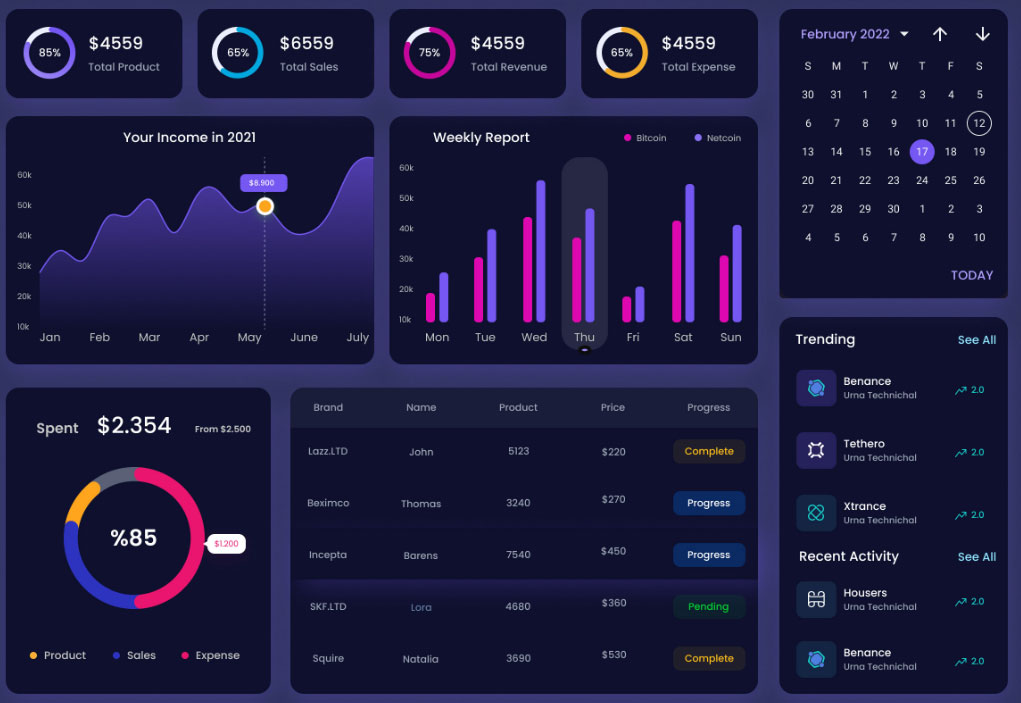 85%
$4559
Total Product
65%
$6559
Total Sales
75%
$4559
Total Revenue
65%
$4559
Total Expense
Your Income in 2021
60k
50k
40k
30k
20k
10k
$8.900
Jan Feb Mar Apr May June July
Weekly Report
Bitcoin Netcoin
60k
50k
40k
30k
20k
10k
Mon Tue Wed Thu Fri Sat Sun
February 2022
S M T W T F S
30 31 1 2 3 4 5
6 7 8 9 10 11 12
13 14 15 16 17 18 19
20 21 22 23 24 25 26
27 28 29 30 1 2 3
4 5 6 7 8 9 10
TODAY
Spent $2.354 From $2.500
%85
$1.200
Product Sales Expense
Brand Name Product Price Progress
Lazz.LTD John 5123 $220 Complete
Beximco Thomas 3240 $270 Progress
Incepta Barens 7540 $450 Progress
SKF.LTD Lora 4680 $360 Pending
Squire Natalia 3690 $530 Complete
Trending See All
Benance
Urna Technichal
2.0
Tethero
Urna Technichal
2.0
Xtrance
Urna Technichal
2.0
Recent Activity See All
Housers
Urna Technichal
2.0
Benance
Urna Technichal
2.0